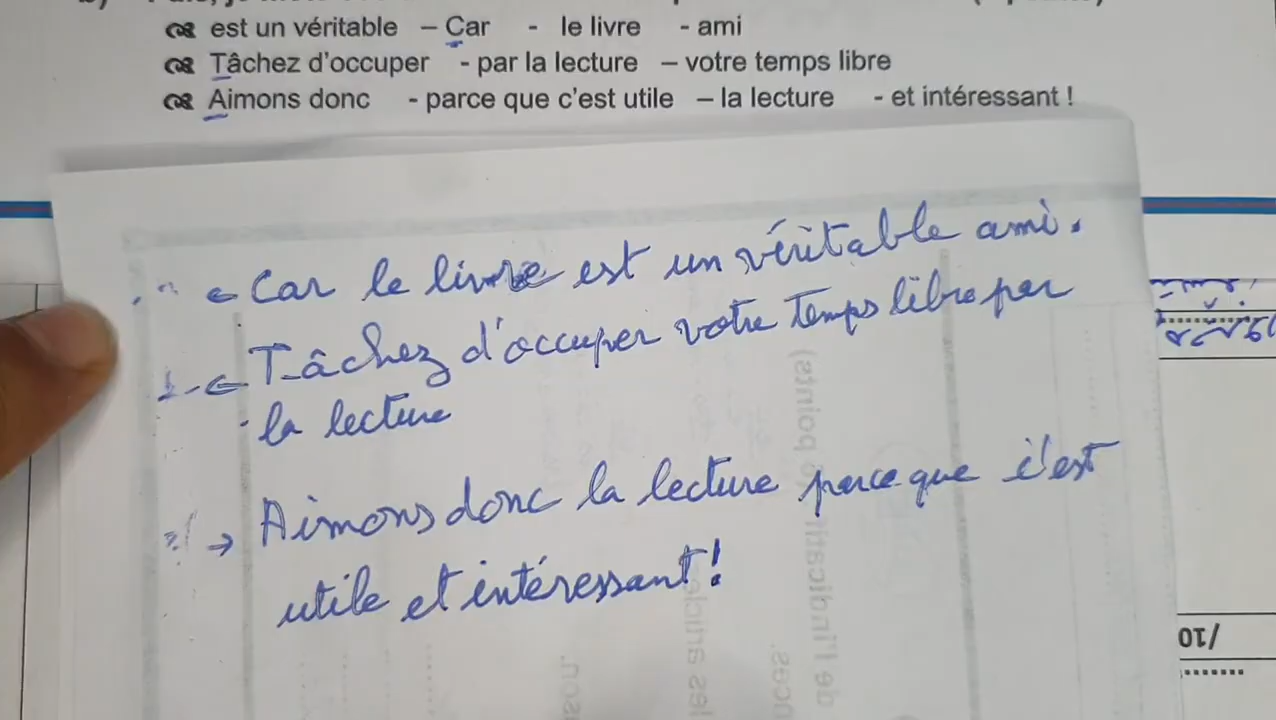 est un véritable – Car - le livre - ami
Tâchez d'occuper - par la lecture – votre temps libre
Aimons donc - parce que c'est utile – la lecture - et intéressant !
Car le livre est un véritable ami.
Tâchez d'occuper votre temps libre par
la lecture
Aimons donc la lecture parce que c'est
utile et intéressant!
/10